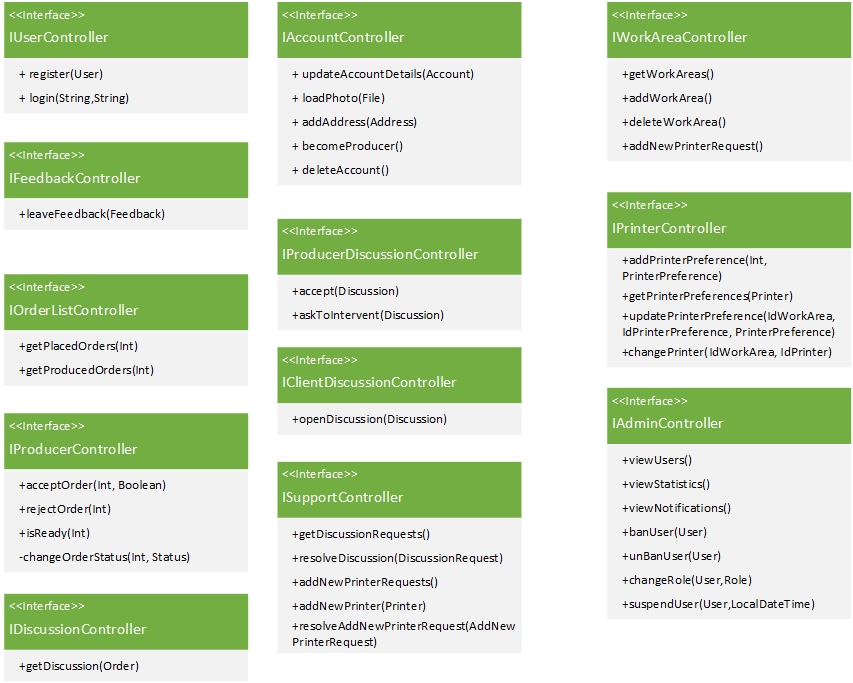 <<Interface>>
IUserController
+ register(User)
+ login(String,String)
<<Interface>>
IFeedbackController
+leaveFeedback(Feedback)
<<Interface>>
IOrderListController
+getPlacedOrders(Int)
+getProducedOrders(Int)
<<Interface>>
IProducerController
+acceptOrder(Int, Boolean)
+rejectOrder(Int)
+isReady(Int)
-changeOrderStatus(Int, Status)
<<Interface>>
IDiscussionController
+getDiscussion(Order)
<<Interface>>
IAccountController
+ updateAccountDetails(Account)
+ loadPhoto(File)
+ addAddress(Address)
+ becomeProducer()
+ deleteAccount()
<<Interface>>
IProducerDiscussionController
+accept(Discussion)
+askToIntervent(Discussion)
<<Interface>>
IClientDiscussionController
+openDiscussion(Discussion)
<<Interface>>
ISupportController
+getDiscussionRequests()
+resolveDiscussion(DiscussionRequest)
+addNewPrinterRequests()
+addNewPrinter(Printer)
+resolveAddNewPrinterRequest(AddNew
PrinterRequest)
<<Interface>>
IWorkAreaController
+getWorkAreas()
+addWorkArea()
+deleteWorkArea()
+addNewPrinterRequest()
<<Interface>>
IPrinterController
+addPrinterPreference(Int,
PrinterPreference)
+getPrinterPreferences(Printer)
+updatePrinterPreference(IdWorkArea,
IdPrinterPreference, PrinterPreference)
+changePrinter(IdWorkArea, IdPrinter)
<<Interface>>
IAdminController
+viewUsers()
+viewStatistics()
+viewNotifications()
+banUser(User)
+unBanUser(User)
+changeRole(User,Role)
+suspendUser(User,LocalDateTime)